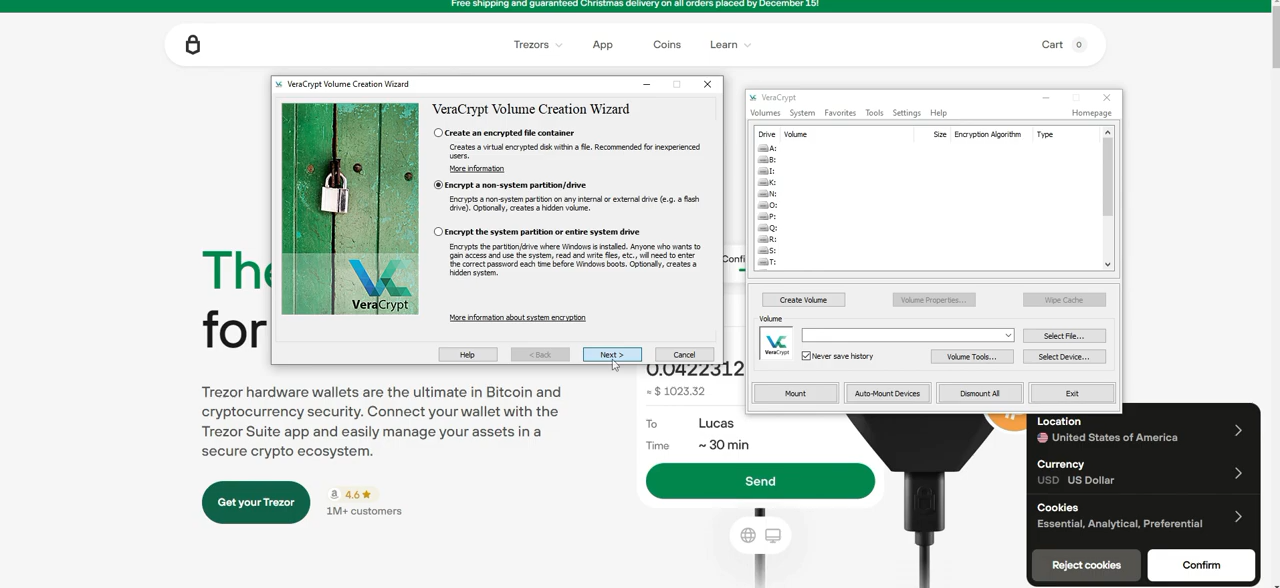 Free shipping and guaranteed Christmas delivery on all orders placed by December 15!
Trezors
App
Coins
Learn
Cart 0
VeraCrypt Volume Creation Wizard
VeraCrypt Volume Creation Wizard
Create an encrypted file container
Creates a virtual encrypted disk within a file. Recommended for inexperienced
users.
More information
Encrypt a non-system partition/drive
Encrypts a non-system partition on any internal or external drive (e.g. a flash
drive). Optionally, creates a hidden volume.
Encrypt the system partition or entire system drive
Encrypts the partition/drive where Windows is installed. Anyone who wants to
gain access and use the system, read and write files, etc., will need to
enter the correct password each time before Windows boots. Optionally, creates a
hidden system.
VeraCrypt
More information about system encryption
Help
< Back
Next >
Cancel
VeraCrypt
Volumes System Favorites Tools Settings Help Homepage
Drive Volume Size Encryption Algorithm Type
A:
B:
I:
K:
N:
O:
P:
Q:
R:
S:
T:
Create Volume
Volume Properties...
Wipe Cache
Volume
VeraCrypt
Select File...
Never save history
Volume Tools...
Select Device...
Mount
Auto-Mount Devices
Dismount All
Exit
The
for
Confi
Trezor hardware wallets are the ultimate in Bitcoin and
cryptocurrency security. Connect your wallet with the
Trezor Suite app and easily manage your assets in a
secure crypto ecosystem.
Get your Trezor
a 4.6
1M+ customers
0.0422312
≈ $ 1023.32
To Lucas
Time ~ 30 min
Send
Location
United States of America
Currency
USD US Dollar
Cookies
Essential, Analytical, Preferential
Reject cookies
Confirm